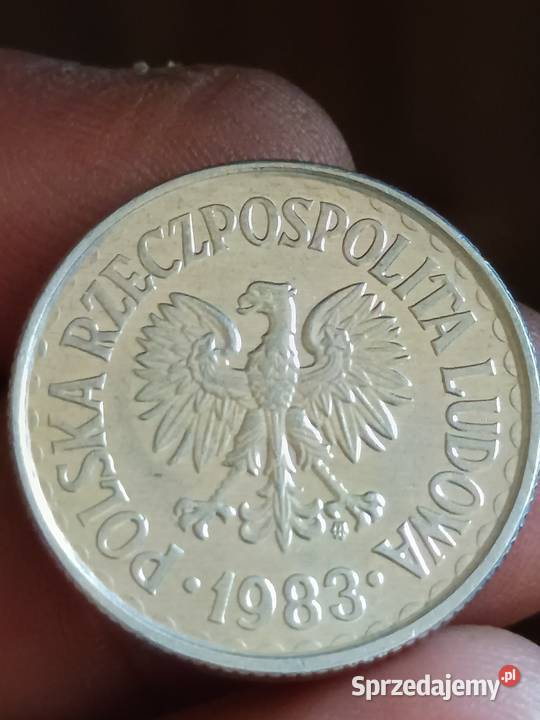 POLSKA RZECZPOSPOLITA LUDOWA
· 1983 ·
Sprzedajemy.pl